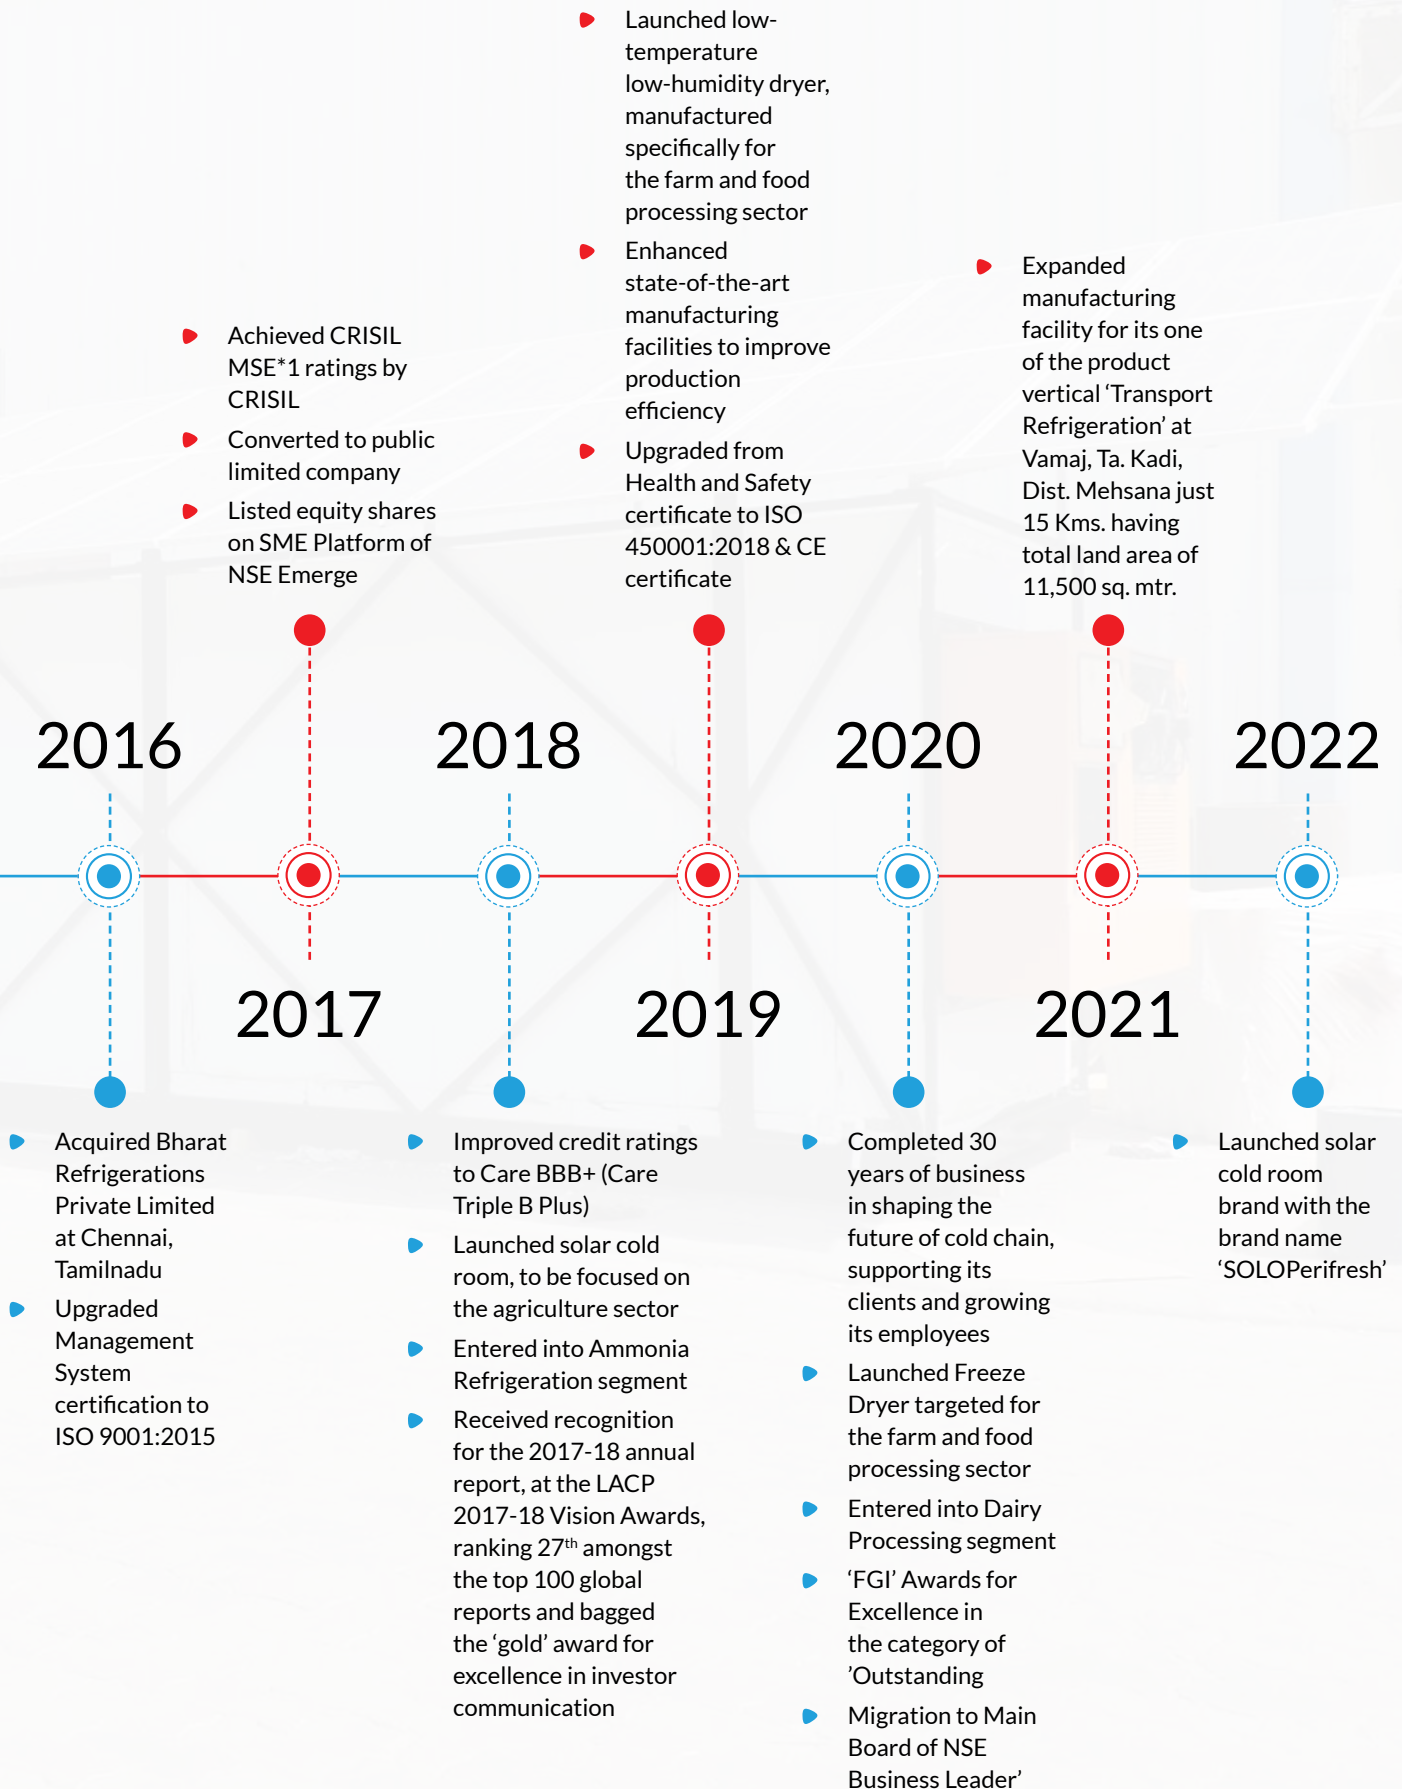 Launched low-
temperature
low-humidity dryer,
manufactured
specifically for
the farm and food
processing sector
Enhanced
state-of-the-art
manufacturing
facilities to improve
production
efficiency
Upgraded from
Health and Safety
certificate to ISO
450001:2018 & CE
certificate
Expanded
manufacturing
facility for its one
of the product
vertical ‘Transport
Refrigeration’ at
Vamaj, Ta. Kadi,
Dist. Mehsana just
15 Kms. having
total land area of
11,500 sq. mtr.
Achieved CRISIL
MSE*1 ratings by
CRISIL
Converted to public
limited company
Listed equity shares
on SME Platform of
NSE Emerge
2016
2018
2020
2022
2017
2019
2021
Acquired Bharat
Refrigerations
Private Limited
at Chennai,
Tamilnadu
Upgraded
Management
System
certification to
ISO 9001:2015
Improved credit ratings
to Care BBB+ (Care
Triple B Plus)
Launched solar cold
room, to be focused on
the agriculture sector
Entered into Ammonia
Refrigeration segment
Received recognition
for the 2017-18 annual
report, at the LACP
2017-18 Vision Awards,
ranking 27th amongst
the top 100 global
reports and bagged
the ‘gold’ award for
excellence in investor
communication
Completed 30
years of business
in shaping the
future of cold chain,
supporting its
clients and growing
its employees
Launched Freeze
Dryer targeted for
the farm and food
processing sector
Entered into Dairy
Processing segment
‘FGI’ Awards for
Excellence in
the category of
’Outstanding
Migration to Main
Board of NSE
Business Leader’
Launched solar
cold room
brand with the
brand name
‘SOLOPerifresh’